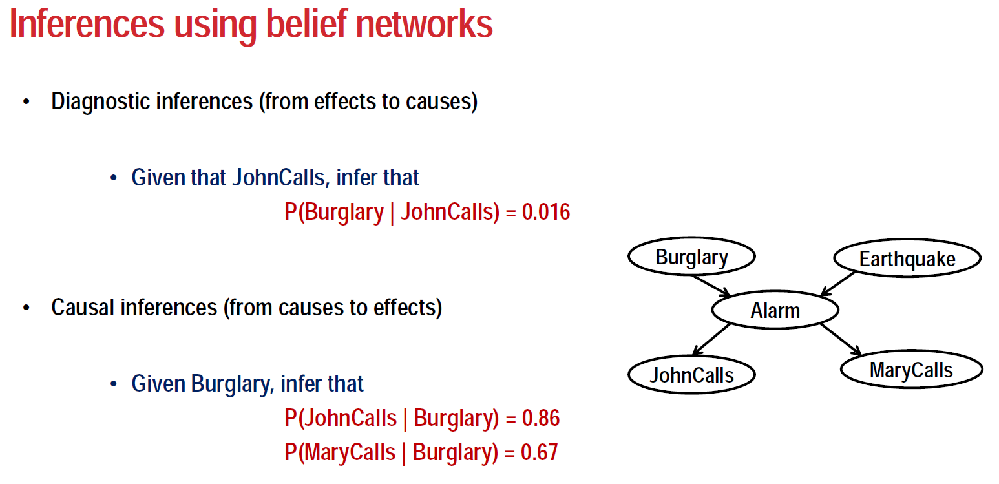 Inferences using belief networks
• Diagnostic inferences (from effects to causes)
• Given that JohnCalls, infer that
P(Burglary | JohnCalls) = 0.016
• Causal inferences (from causes to effects)
• Given Burglary, infer that
P(JohnCalls | Burglary) = 0.86
P(MaryCalls | Burglary) = 0.67
Burglary
Earthquake
Alarm
JohnCalls
MaryCalls